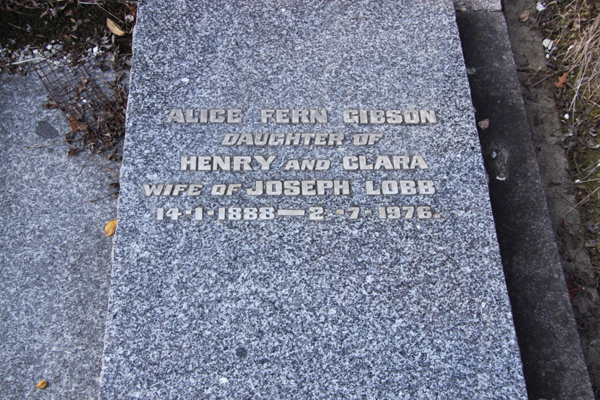 ALICE FERN GIBSON
DAUGHTER OF
HENRY AND CLARA
WIFE OF JOSEPH LOBB
14·1·1888—2·7·1976.